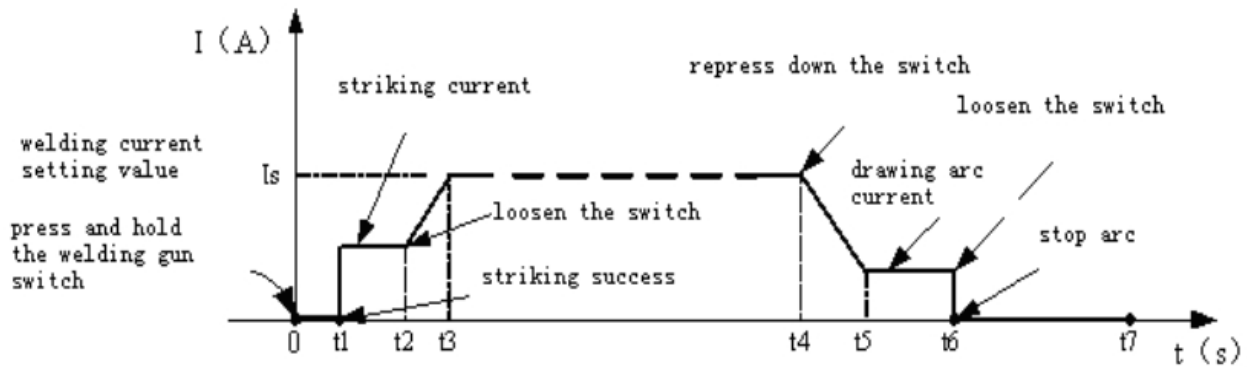 I (A)
repress down the switch
striking current
loosen the switch
welding current
setting value
Is
drawing arc
current
press and hold
the welding gun
switch
loosen the switch
stop arc
striking success
0 t1 t2 t3 t4 t5 t6 t7
t (s)